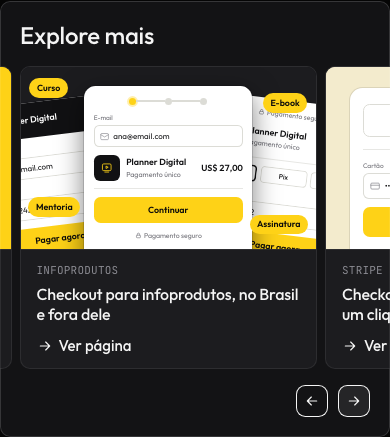 Explore mais
Curso
E-book
E-mail
ana@email.com
Planner Digital
Pagamento único
US$ 27,00
Continuar
Pagamento seguro
Mentoria
Assinatura
Pagar agora
Pix
INFOPRODUTOS
Checkout para infoprodutos, no Brasil
e fora dele
→ Ver página
STRIPE
Cartão
um
→ Ver
← →